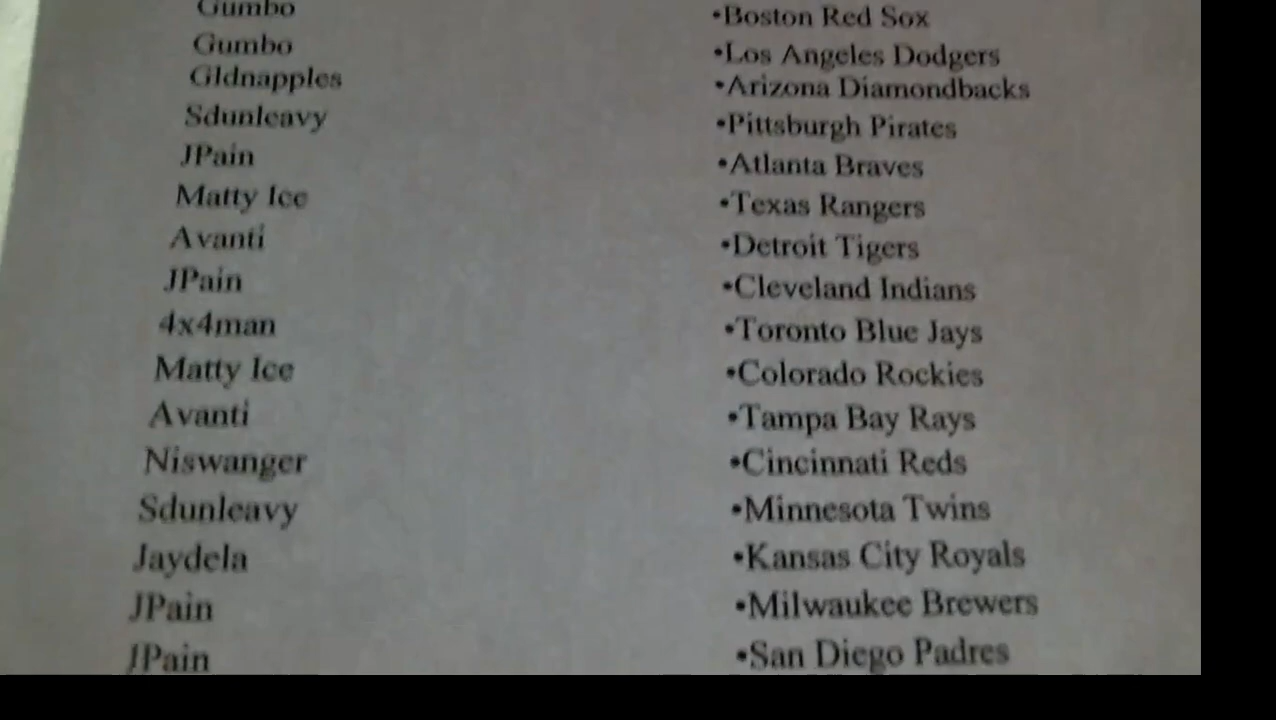 Gumbo •Boston Red Sox
Gumbo •Los Angeles Dodgers
Gldnapples •Arizona Diamondbacks
Sdunleavy •Pittsburgh Pirates
JPain •Atlanta Braves
Matty Ice •Texas Rangers
Avanti •Detroit Tigers
JPain •Cleveland Indians
4x4man •Toronto Blue Jays
Matty Ice •Colorado Rockies
Avanti •Tampa Bay Rays
Niswanger •Cincinnati Reds
Sdunleavy •Minnesota Twins
Jaydela •Kansas City Royals
JPain •Milwaukee Brewers
JPain •San Diego Padres